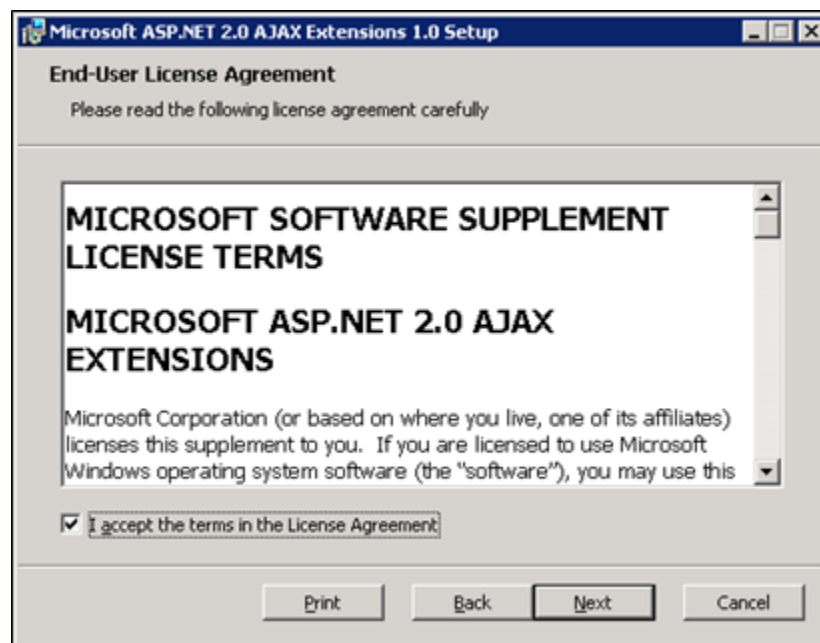 Microsoft ASP.NET 2.0 AJAX Extensions 1.0 Setup
End-User License Agreement
Please read the following license agreement carefully
MICROSOFT SOFTWARE SUPPLEMENT
LICENSE TERMS
MICROSOFT ASP.NET 2.0 AJAX
EXTENSIONS
Microsoft Corporation (or based on where you live, one of its affiliates)
licenses this supplement to you.  If you are licensed to use Microsoft
Windows operating system software (the "software"), you may use this
I accept the terms in the License Agreement
Print Back Next Cancel